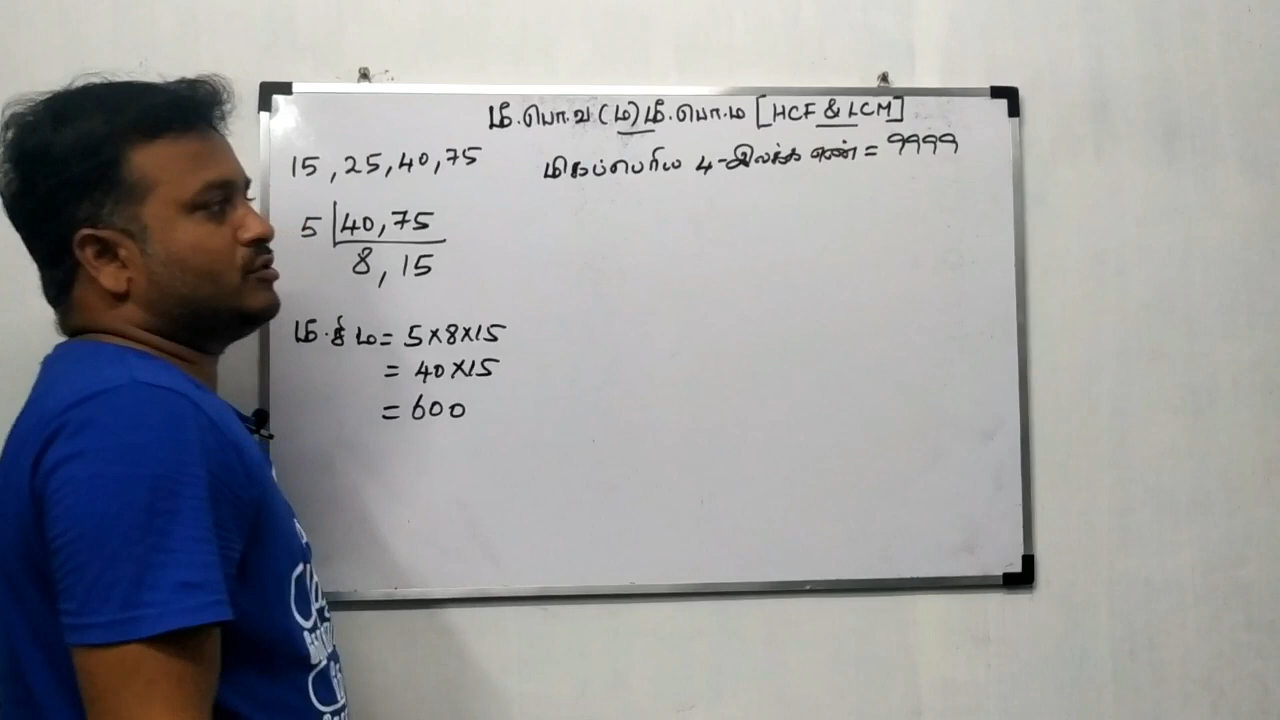 மீ.பொ.வ (ம) மீ.பொ.ம [HCF & LCM]
15, 25, 40, 75
மிகப்பெரிய 4-இலக்க எண் = 9999
5 | 40, 75
8, 15
= 5×8×15
= 40×15
= 600